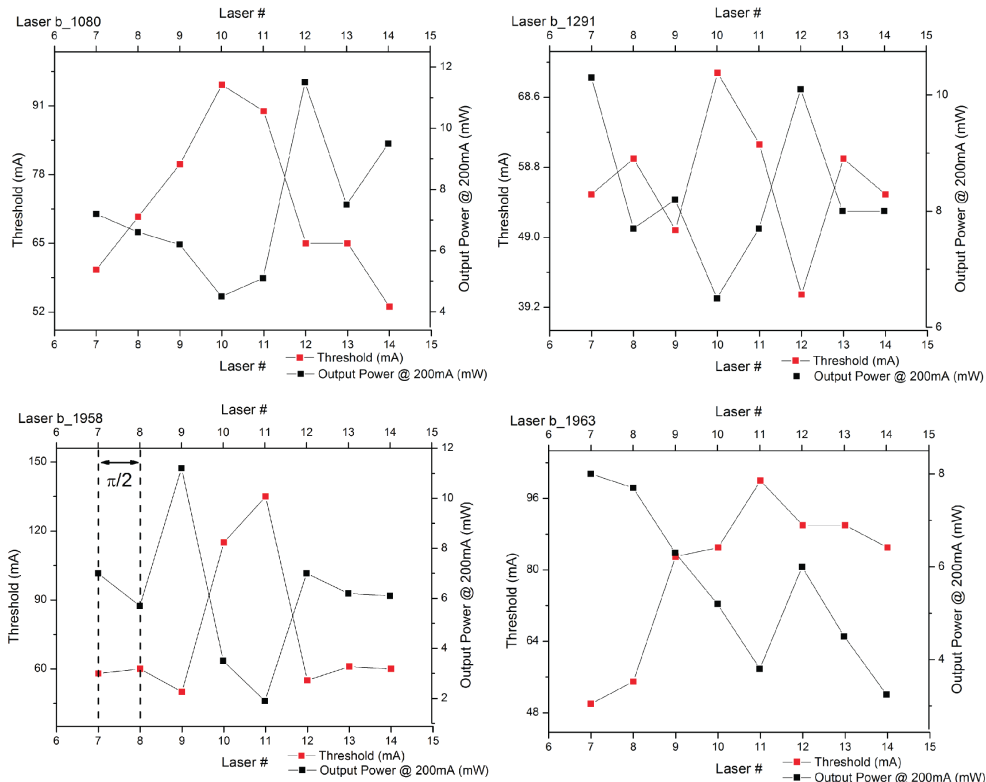 Laser b_1080
Laser #
6 7 8 9 10 11 12 13 14 15
91
78
65
52
Threshold (mA)
12
10
8
6
4
Output Power @ 200mA (mW)
6 7 8 9 10 11 12 13 14 15
Laser #
Threshold (mA)
Output Power @ 200mA (mW)
Laser b_1291
Laser #
6 7 8 9 10 11 12 13 14 15
68.6
58.8
49.0
39.2
Threshold (mA)
10
8
6
Output Power @ 200mA (mW)
6 7 8 9 10 11 12 13 14 15
Laser #
Threshold (mA)
Output Power @ 200mA (mW)
Laser b_1958
Laser #
6 7 8 9 10 11 12 13 14 15
π/2
150
120
90
60
Threshold (mA)
12
10
8
6
4
2
Output Power @ 200mA (mW)
6 7 8 9 10 11 12 13 14 15
Laser #
Threshold (mA)
Output Power @ 200mA (mW)
Laser b_1963
Laser #
6 7 8 9 10 11 12 13 14 15
96
80
64
48
Threshold (mA)
8
6
4
Output Power @ 200mA (mW)
6 7 8 9 10 11 12 13 14 15
Laser #
Threshold (mA)
Output Power @ 200mA (mW)